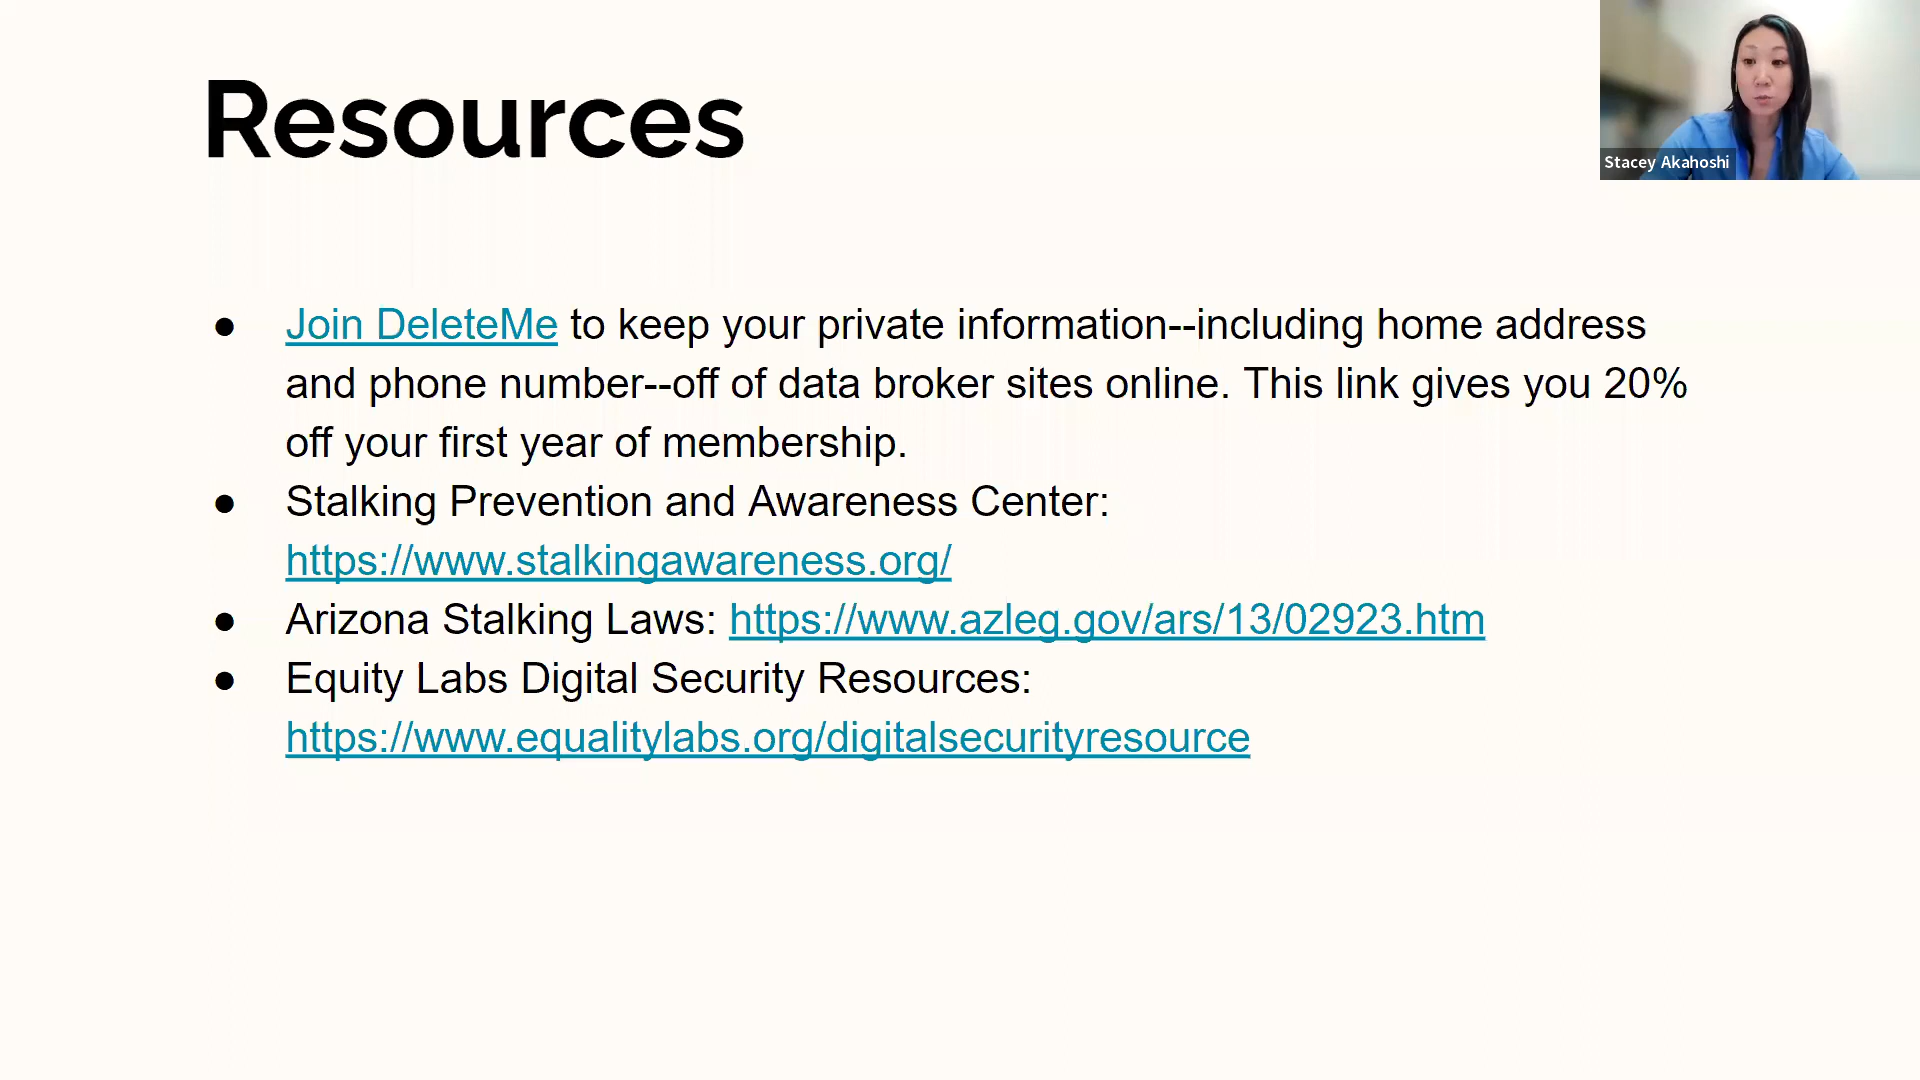 Resources
Stacey Akahoshi
● Join DeleteMe to keep your private information--including home address
and phone number--off of data broker sites online. This link gives you 20%
off your first year of membership.
● Stalking Prevention and Awareness Center:
https://www.stalkingawareness.org/
● Arizona Stalking Laws: https://www.azleg.gov/ars/13/02923.htm
● Equity Labs Digital Security Resources:
https://www.equalitylabs.org/digitalsecurityresource